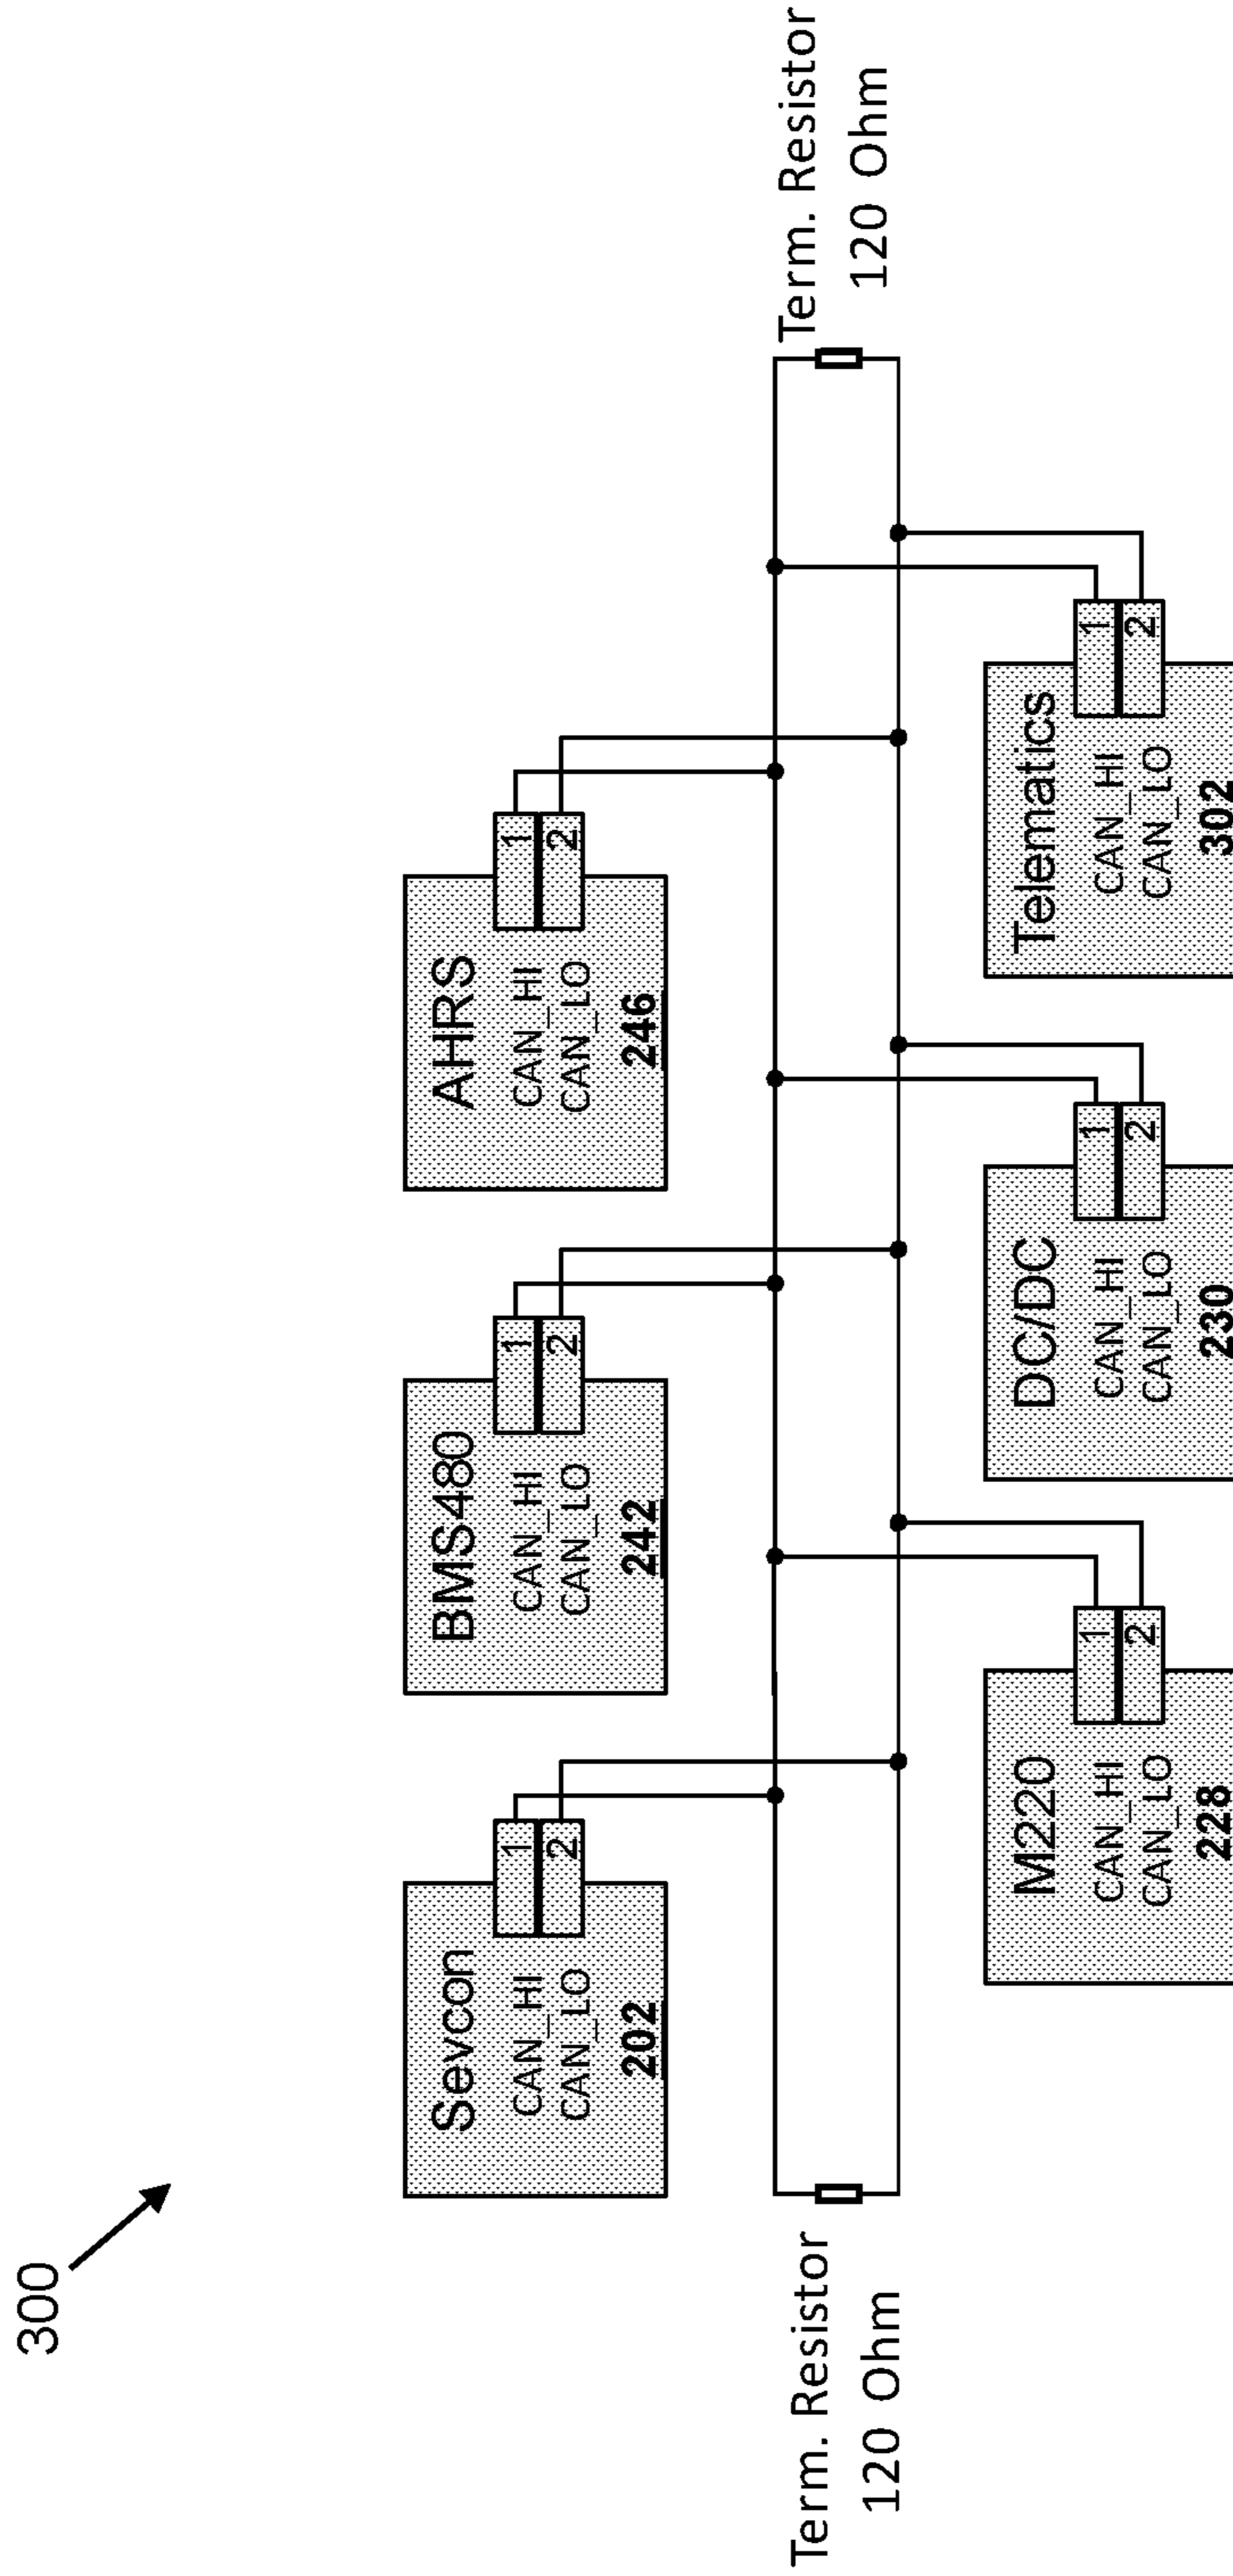 300
Sevcon
CAN_HI 1
CAN_LO 2
202
BMS480
CAN_HI 1
CAN_LO 2
242
AHRS
CAN_HI 1
CAN_LO 2
246
Term. Resistor
120 Ohm
Term. Resistor
120 Ohm
M220
CAN_HI 1
CAN_LO 2
228
DC/DC
CAN_HI 1
CAN_LO 2
230
Telematics
CAN_HI 1
CAN_LO 2
302